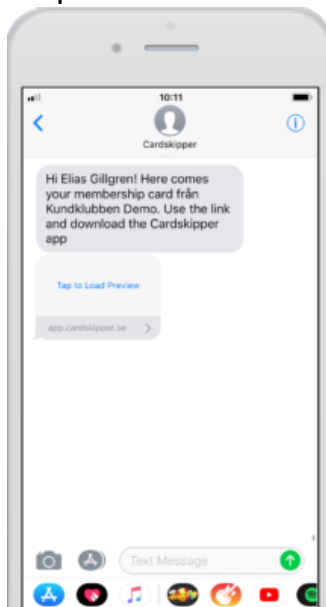 10:11
Cardskipper
Hi Elias Gillgren! Here comes
your membership card från
Kundklubben Demo. Use the link
and download the Cardskipper
app
Tap to Load Preview
app.cardskipper.se
Text Message